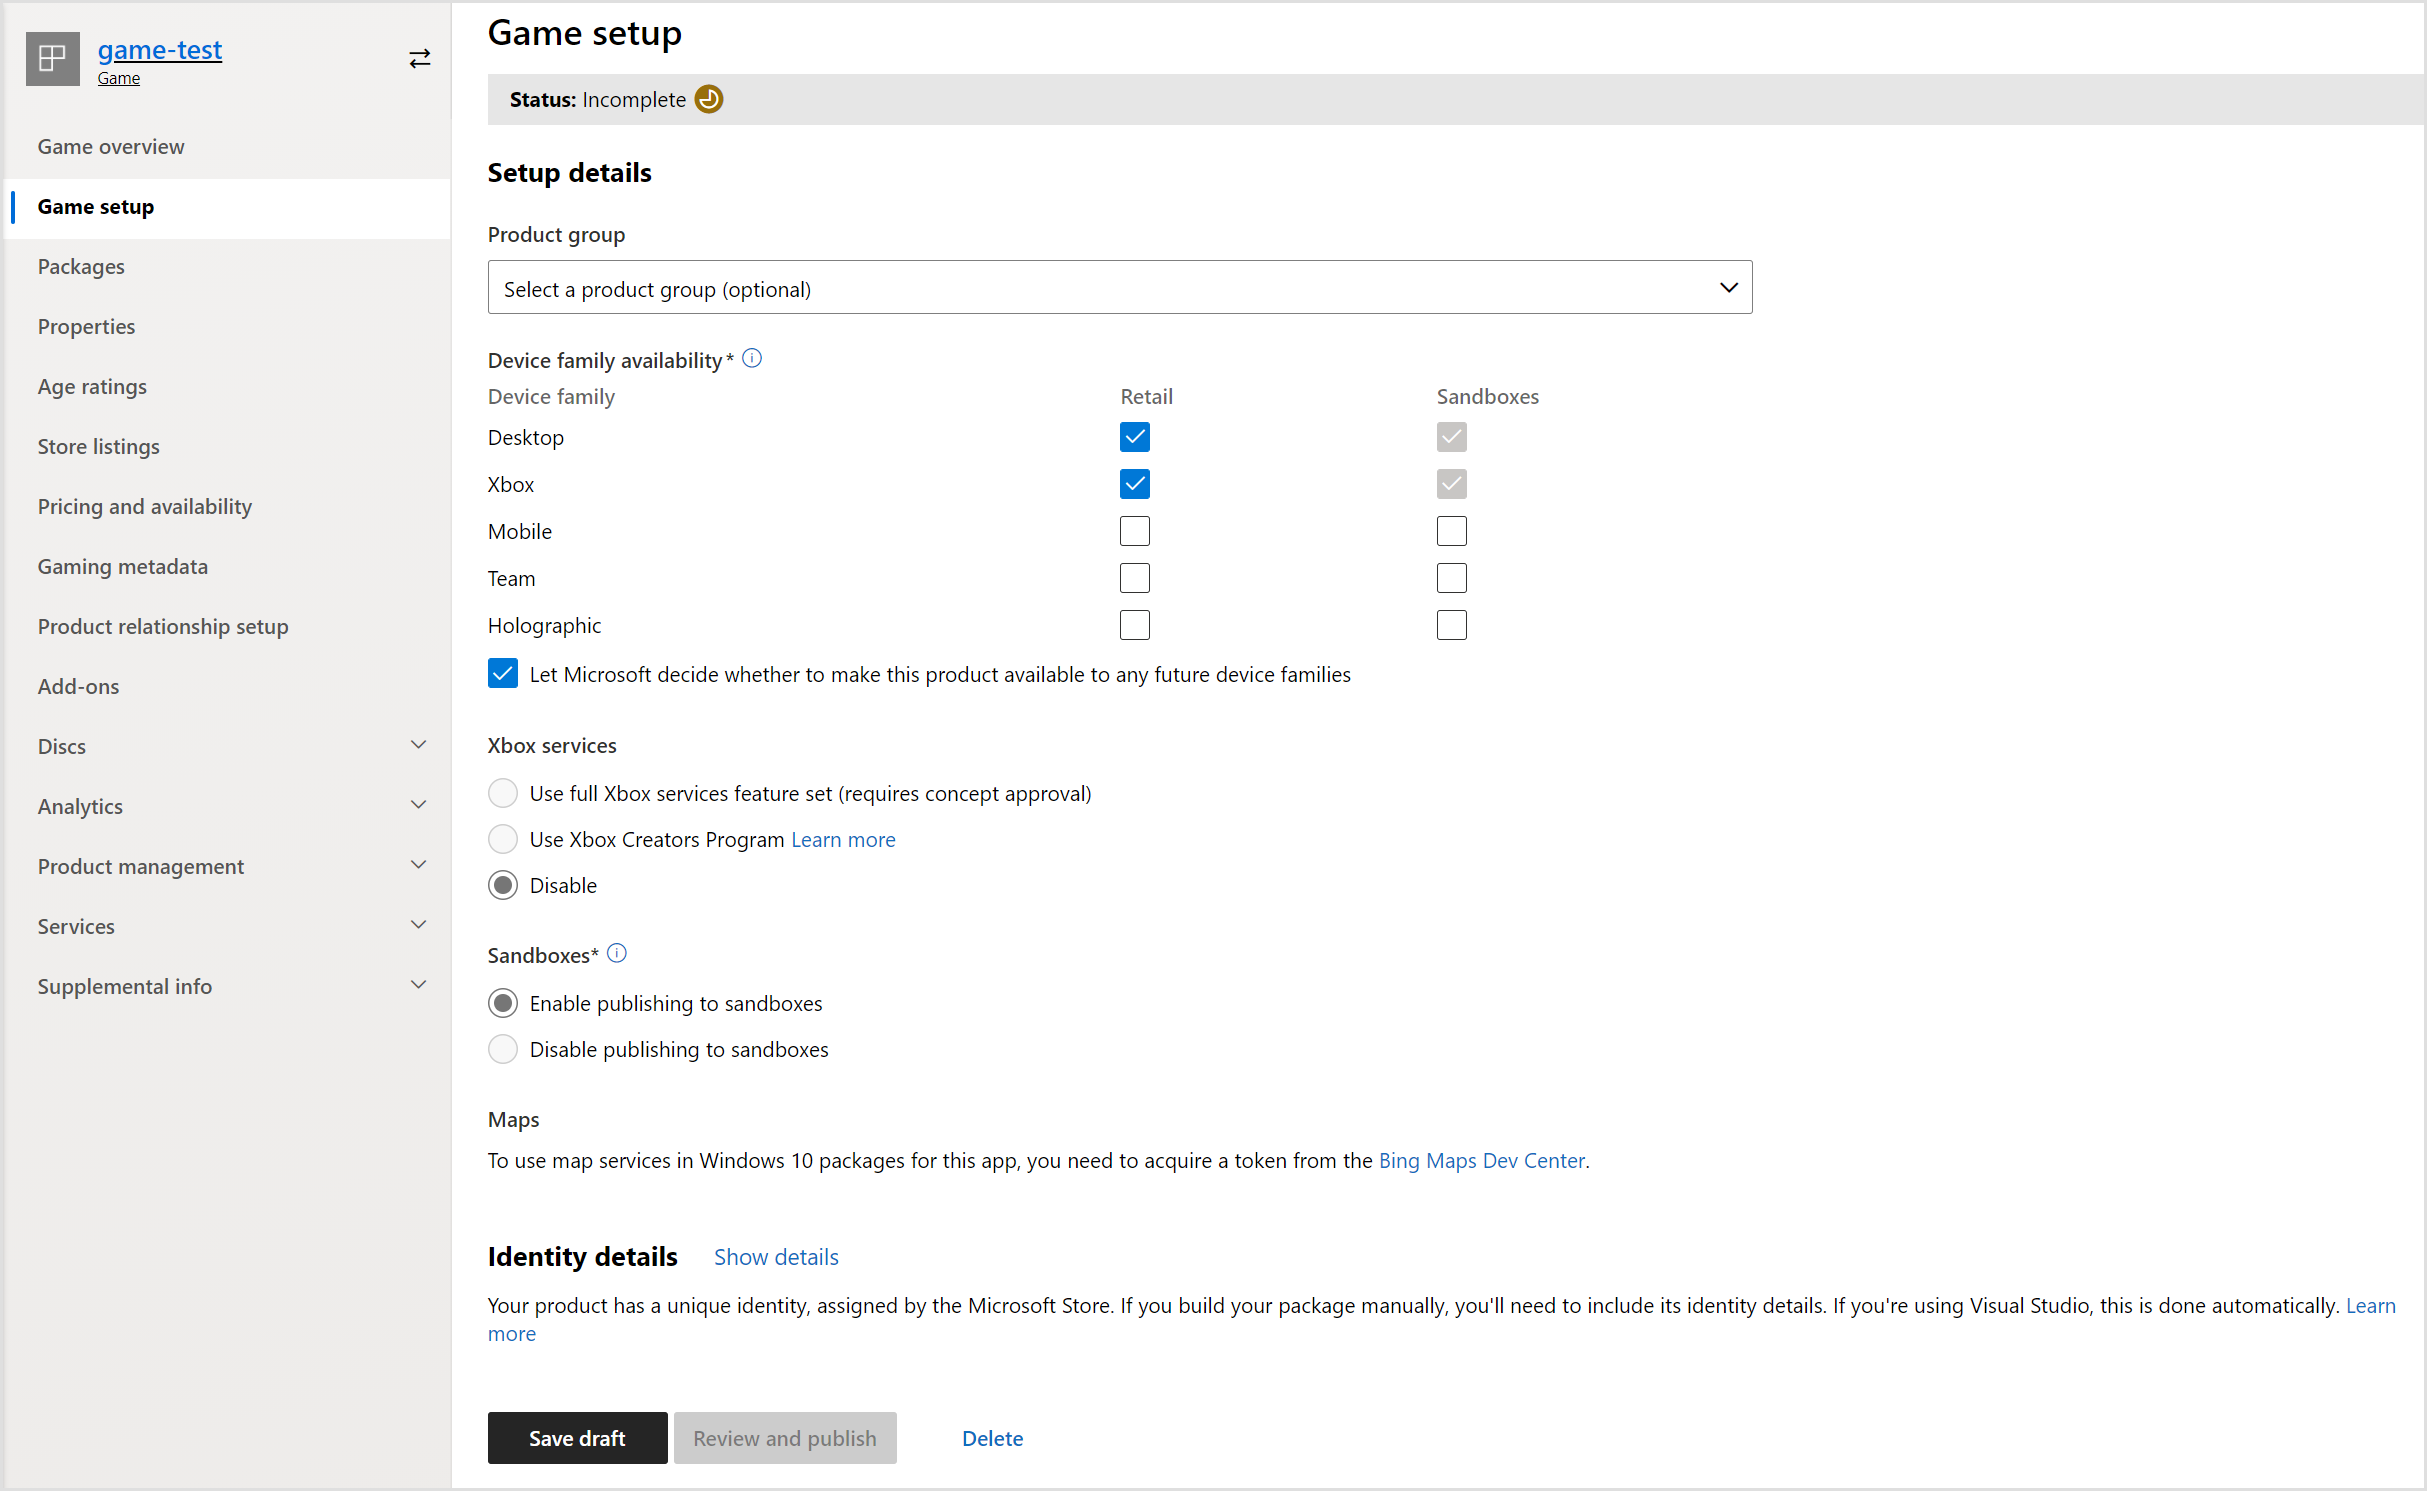 game-test
Game
Game overview
Game setup
Packages
Properties
Age ratings
Store listings
Pricing and availability
Gaming metadata
Product relationship setup
Add-ons
Discs
Analytics
Product management
Services
Supplemental info
Game setup
Status: Incomplete
Setup details
Product group
Select a product group (optional)
Device family availability*
Device family Retail Sandboxes
Desktop
Xbox
Mobile
Team
Holographic
Let Microsoft decide whether to make this product available to any future device families
Xbox services
Use full Xbox services feature set (requires concept approval)
Use Xbox Creators Program Learn more
Disable
Sandboxes*
Enable publishing to sandboxes
Disable publishing to sandboxes
Maps
To use map services in Windows 10 packages for this app, you need to acquire a token from the Bing Maps Dev Center.
Identity details Show details
Your product has a unique identity, assigned by the Microsoft Store. If you build your package manually, you'll need to include its identity details. If you're using Visual Studio, this is done automatically. Learn
more
Save draft Review and publish Delete